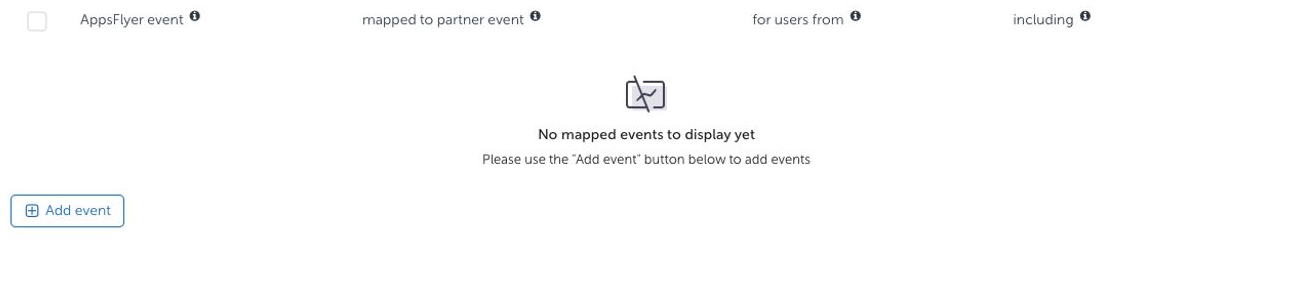 AppsFlyer event mapped to partner event for users from including
No mapped events to display yet
Please use the "Add event" button below to add events
Add event